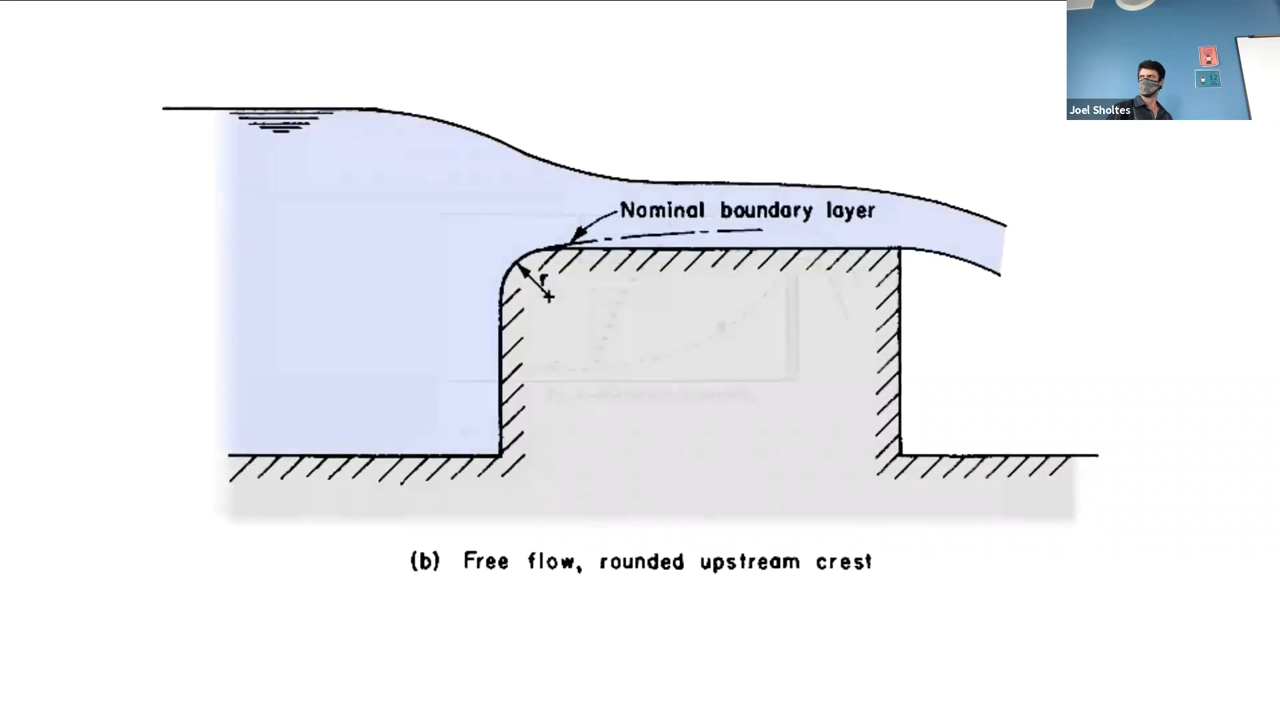 Joel Sholtes
Nominal boundary layer
r
(b) Free flow, rounded upstream crest